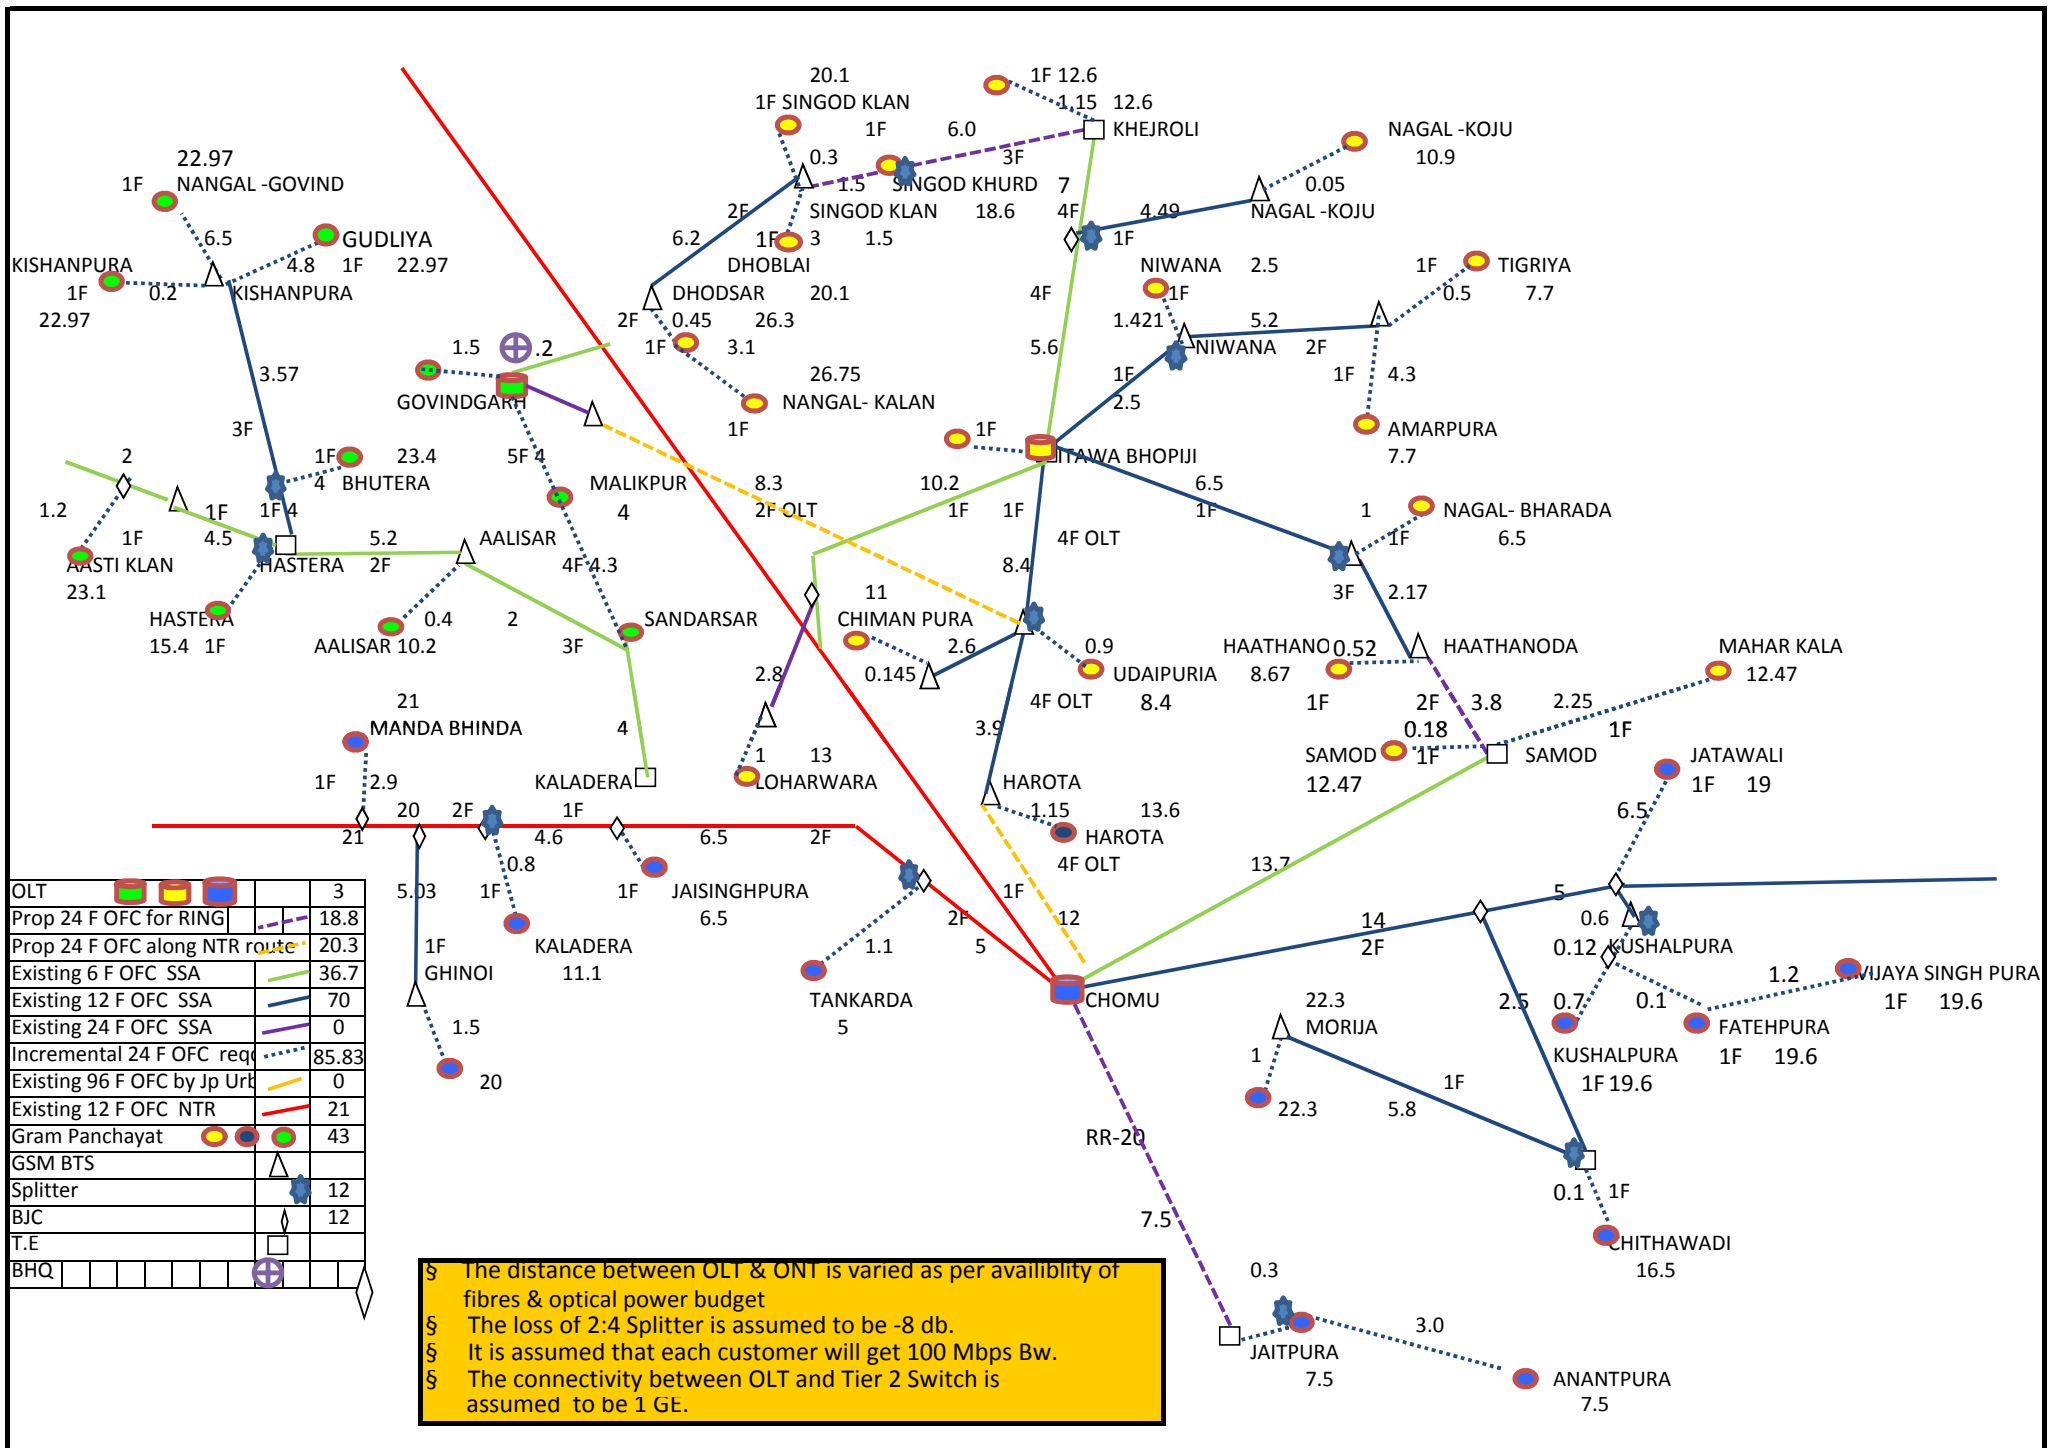 20.1
1F 12.6
1F SINGOD KLAN
1.15 12.6
1F 6.0
KHEJROLI
NAGAL -KOJU
22.97
0.3
3F
10.9
1F NANGAL -GOVIND
1.5 SINGOD KHURD 7
0.05
2F
SINGOD KLAN 18.6 4F 4.49
NAGAL -KOJU
6.5
GUDLIYA
6.2
1F 3 1.5
1F
KISHANPURA
4.8 1F 22.97
DHOBLAI
NIWANA 2.5
1F TIGRIYA
1F 0.2 KISHANPURA
DHODSAR 20.1
4F
1F
0.5 7.7
22.97
2F 0.45 26.3
1.421 5.2
1.5
.2
1F 3.1
5.6
NIWANA 2F
3.57
26.75
1F
1F 4.3
GOVINDGARH
NANGAL- KALAN
2.5
3F
1F
1F
AMARPURA
2
1F 23.4
5F 4
ITAWA BHOPIJI
7.7
4 BHUTERA
MALIKPUR
8.3
10.2
6.5
1.2
1F
1F 4
4
2F OLT
1F 1F
1F
1
NAGAL- BHARADA
1F
4.5
5.2
AALISAR
4F OLT
1F
6.5
AASTI KLAN
HASTERA 2F
4F 4.3
8.4
23.1
11
3F 2.17
HASTERA
0.4 2
SANDARSAR
CHIMAN PURA
15.4 1F
AALISAR 10.2
3F
2.6
0.9
HAATHANO 0.52
HAATHANODA
MAHAR KALA
2.8
0.145
UDAIPURIA
8.67
12.47
21
4F OLT
8.4
1F
2F 3.8
2.25
MANDA BHINDA
4
3.9
0.18
1F
1 13
SAMOD 1F
SAMOD
JATAWALI
1F 2.9
KALADERA
LOHARWARA
HAROTA
12.47
1F 19
20 2F
1F
1.15 13.6
6.5
21
4.6
6.5 2F
HAROTA
0.8
4F OLT
13.7
OLT 3
5.03
1F
1F JAISINGHPURA
1F
5
Prop 24 F OFC for RING 18.8
6.5
2F 12
14
0.6
Prop 24 F OFC along NTR route 20.3
1F
KALADERA
1.1 5
2F
0.12 KUSHALPURA
Existing 6 F OFC SSA 36.7
GHINOI
11.1
1.2 WIJAYA SINGH PURA
Existing 12 F OFC SSA 70
TANKARDA
CHOMU
22.3
2.5 0.7 0.1
1F 19.6
Existing 24 F OFC SSA 0
1.5
5
MORIJA
FATEHPURA
Incremental 24 F OFC reqd 85.83
1
KUSHALPURA
1F 19.6
Existing 96 F OFC by Jp Urb 0
20
1F
1F 19.6
Existing 12 F OFC NTR 21
22.3 5.8
Gram Panchayat 43
RR-20
GSM BTS
Splitter 12
0.1 1F
BJC 12
7.5
T.E
CHITHAWADI
BHQ
0.3
16.5
§ The distance between OLT & ONT is varied as per availiblity of
fibres & optical power budget
§ The loss of 2:4 Splitter is assumed to be -8 db.
3.0
§ It is assumed that each customer will get 100 Mbps Bw.
JAITPURA
§ The connectivity between OLT and Tier 2 Switch is
7.5
ANANTPURA
assumed to be 1 GE.
7.5